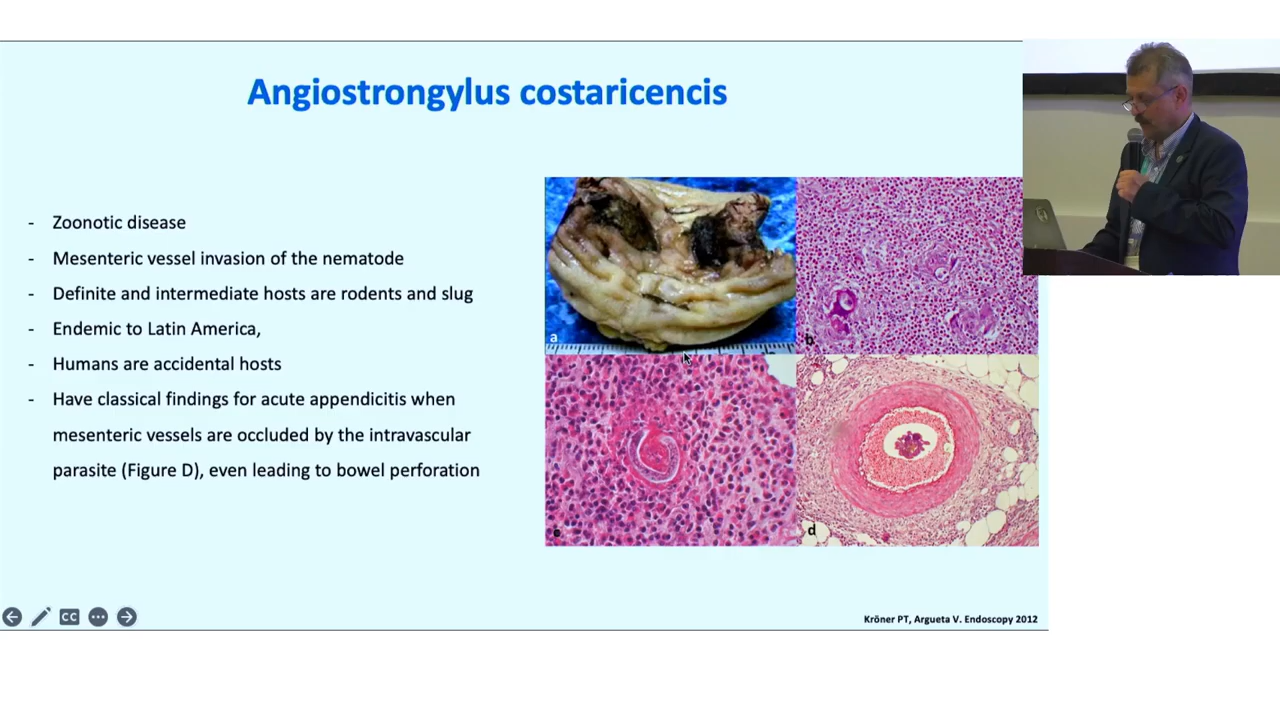 Angiostrongylus costaricencis
- Zoonotic disease
- Mesenteric vessel invasion of the nematode
- Definite and intermediate hosts are rodents and slug
- Endemic to Latin America,
- Humans are accidental hosts
- Have classical findings for acute appendicitis when
mesenteric vessels are occluded by the intravascular
parasite (Figure D), even leading to bowel perforation
a
b
c
d
CC
Kröner PT, Argueta V. Endoscopy 2012